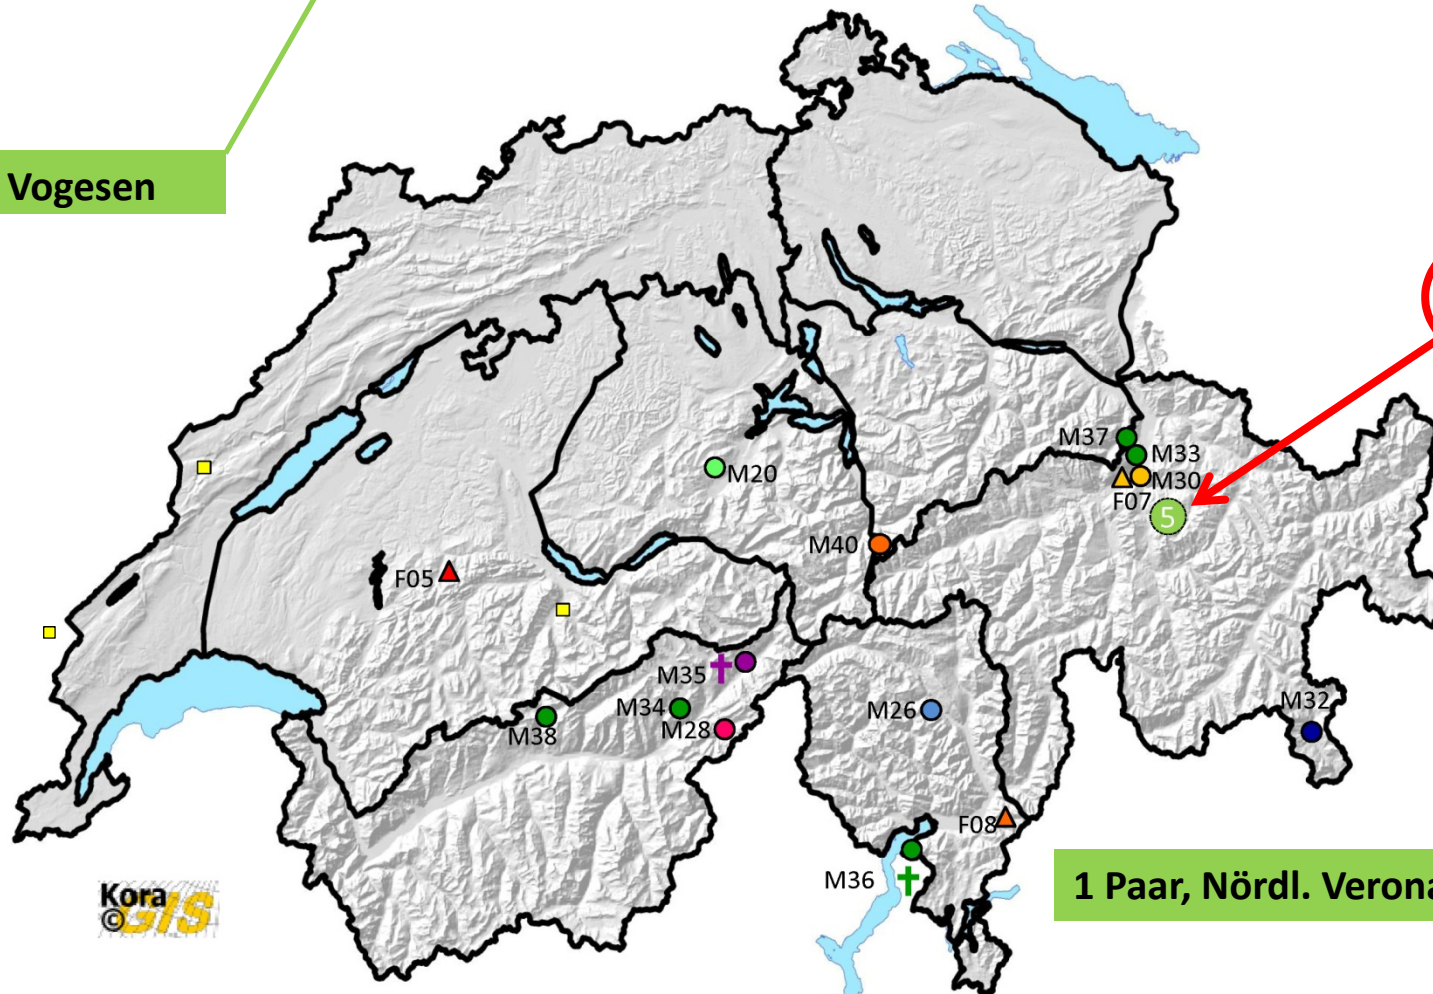 Vogesen
M37
M33
M30
F07
5
M20
M40
F05
M35
M34
M28
M38
M26
M32
F08
M36
1 Paar, Nördl. Verona
Kora
© GIS